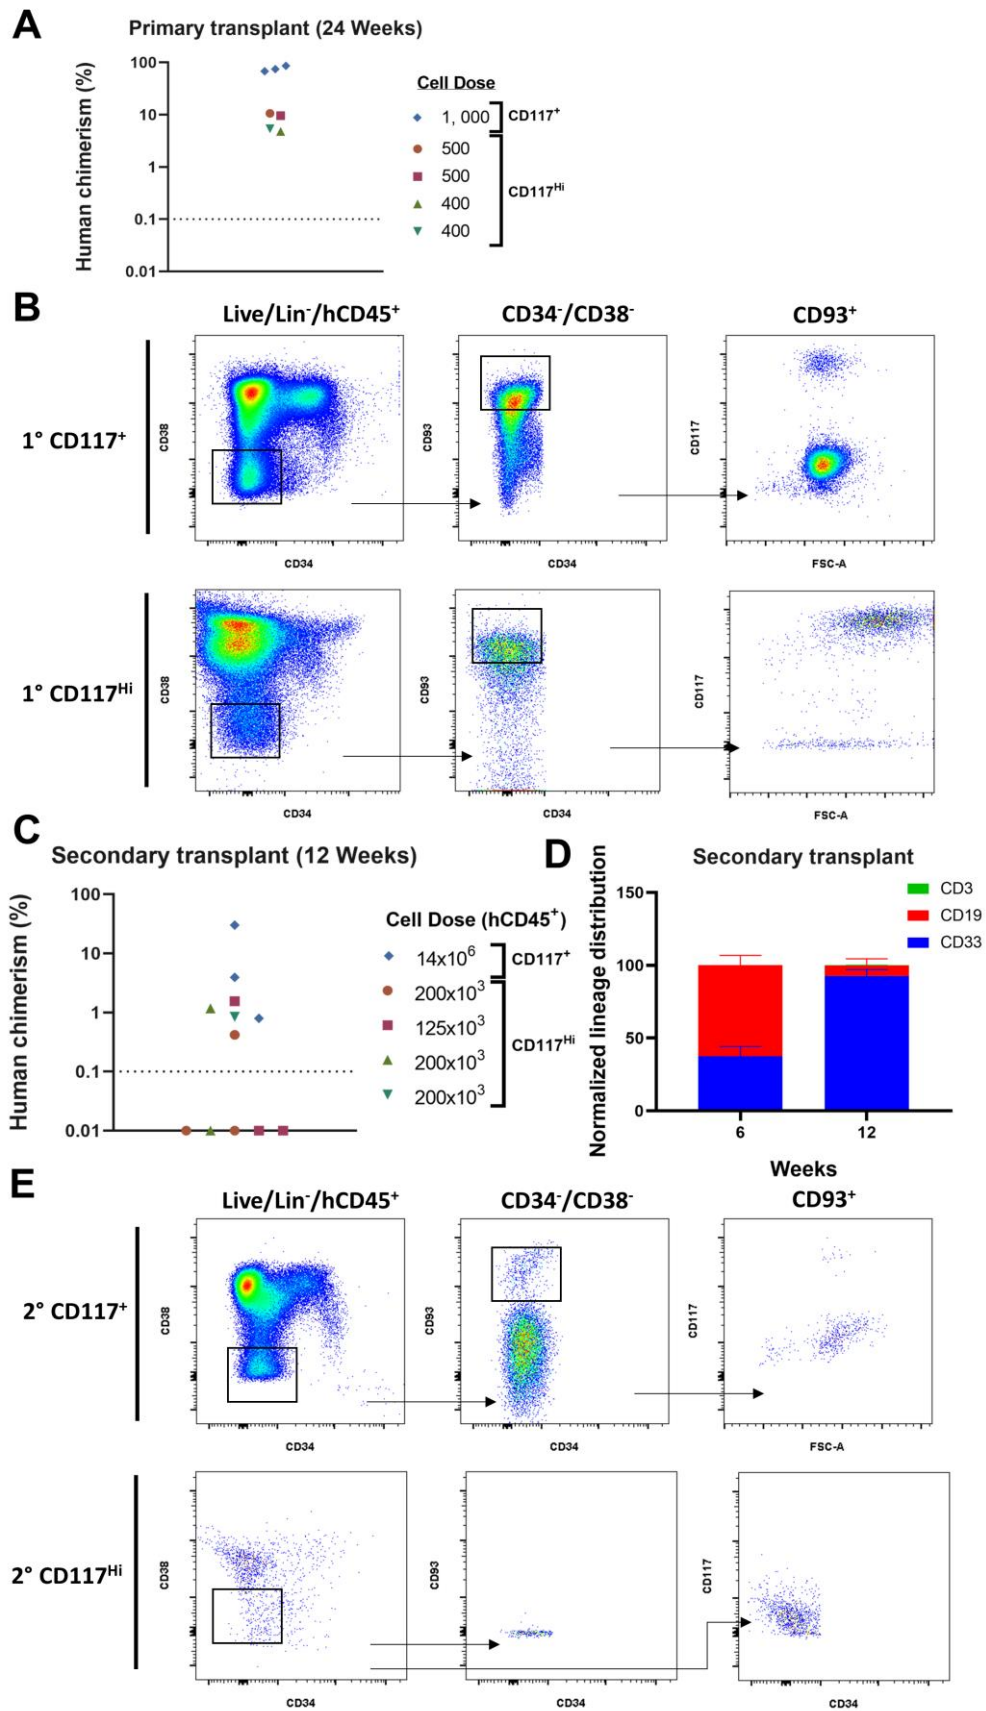 A
Primary transplant (24 Weeks)
Human chimerism (%)
100
10
1
0.1
0.01
Cell Dose
1, 000
500
500
400
400
CD117+
CD117Hi
B
Live/Lin-/hCD45+
CD34-/CD38-
CD93+
1° CD117+
CD38
CD34
CD93
CD34
CD117
FSC-A
1° CD117Hi
CD38
CD34
CD93
CD34
CD117
FSC-A
C
Secondary transplant (12 Weeks)
Human chimerism (%)
100
10
1
0.1
0.01
Cell Dose (hCD45+)
14x10⁶
200x10³
125x10³
200x10³
200x10³
CD117+
CD117Hi
D
Secondary transplant
Normalized lineage distribution
150
100
50
0
6
12
Weeks
CD3
CD19
CD33
E
Live/Lin-/hCD45+
CD34-/CD38-
CD93+
2° CD117+
CD38
CD34
CD93
CD34
CD117
FSC-A
2° CD117Hi
CD38
CD34
CD93
CD34
CD117
CD34